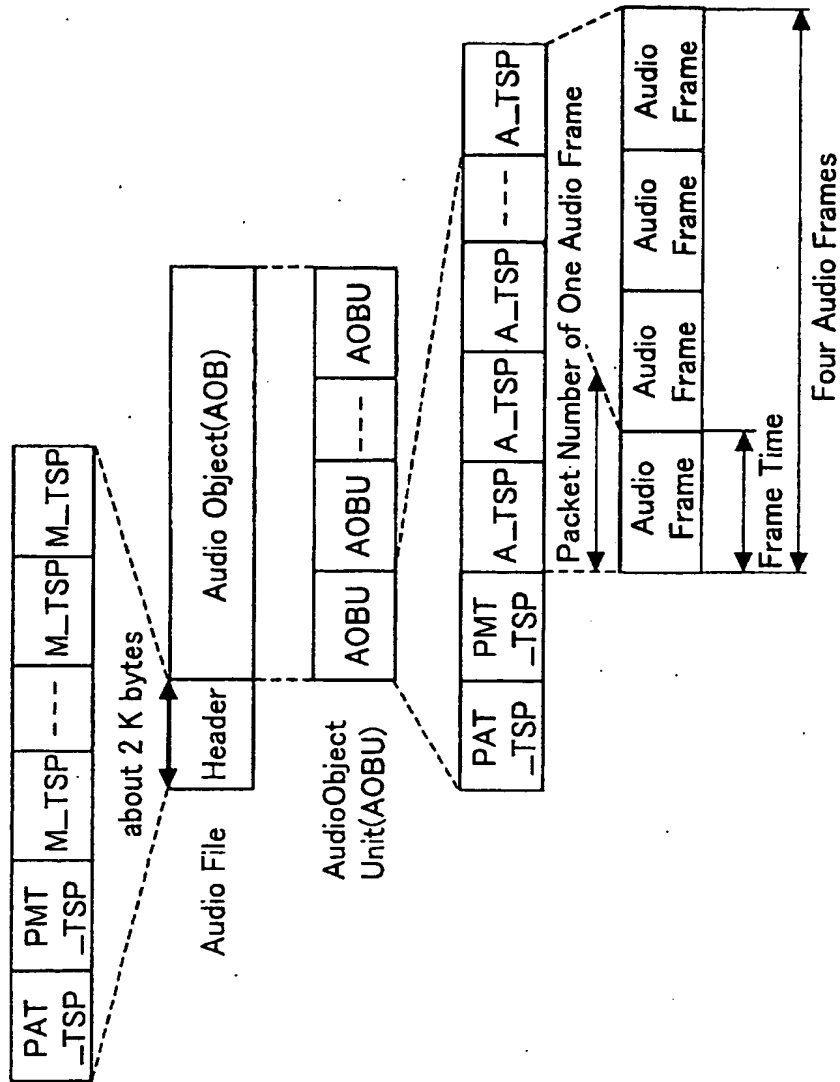 PAT
_TSP
PMT
_TSP
M_TSP
---
M_TSP
M_TSP
about 2 K bytes
Audio File
Header
Audio Object(AOB)
AudioObject
Unit(AOBU)
AOBU
AOBU
---
AOBU
PAT
_TSP
PMT
_TSP
A_TSP
A_TSP
A_TSP
---
A_TSP
Packet Number of One Audio Frame
Audio
Frame
Audio
Frame
Audio
Frame
Audio
Frame
Frame Time
Four Audio Frames